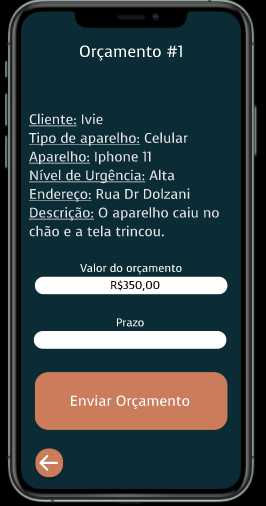 Orçamento #1
Cliente: Ivie
Tipo de aparelho: Celular
Aparelho: Iphone 11
Nível de Urgência: Alta
Endereço: Rua Dr Dolzani
Descrição: O aparelho caiu no
chão e a tela trincou.
Valor do orçamento
R$350,00
Prazo
Enviar Orçamento